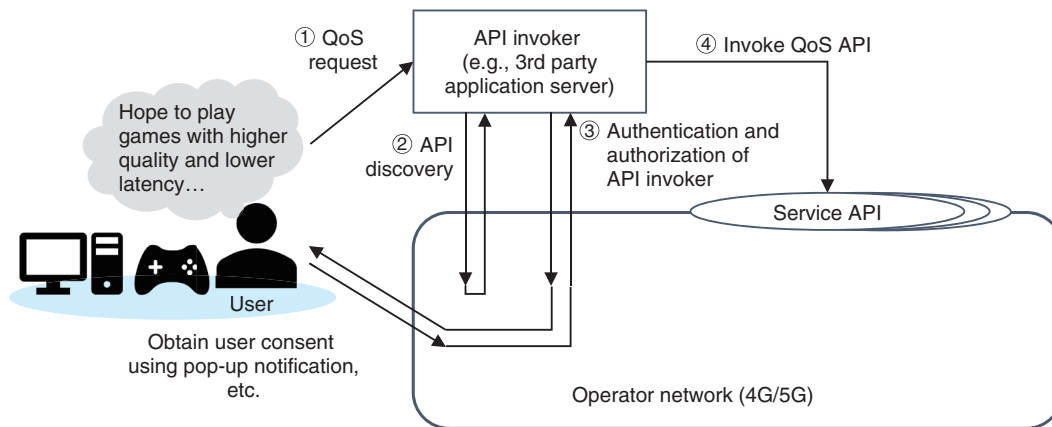 ① QoS
request
API invoker
(e.g., 3rd party
application server)
④ Invoke QoS API
Hope to play
games with higher
quality and lower
latency…
② API
discovery
③ Authentication and
authorization of
API invoker
Service API
User
Obtain user consent
using pop-up notification,
etc.
Operator network (4G/5G)